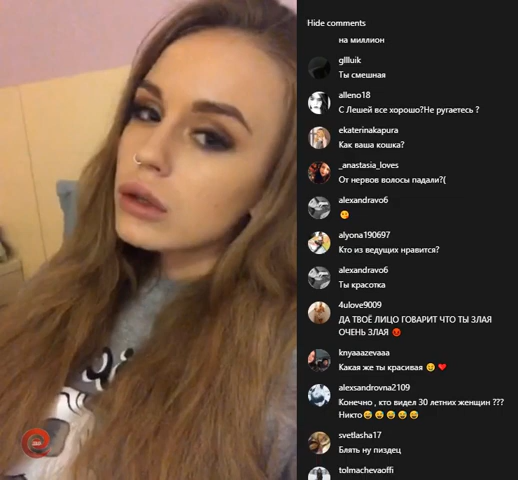 Hide comments
на миллион
gllluik
Ты смешная
alleno18
С Лешей все хорошо?Не ругаетесь ?
ekaterinakapura
Как ваша кошка?
_anastasia_loves
От нервов волосы падали?(
alexandravo6
😋
alyona190697
Кто из ведущих нравится?
alexandravo6
Ты красотка
4ulove9009
ДА ТВОЁ ЛИЦО ГОВАРИТ ЧТО ТЫ ЗЛАЯ
ОЧЕНЬ ЗЛАЯ 😡
knyaaazevaaa
Какая же ты красивая 😍 ❤
alexsandrovna2109
Конечно , кто видел 30 летних женщин ???
Никто😂😂😂😂😂
svetlasha17
Блять ну пиздец
tolmachevaoffi